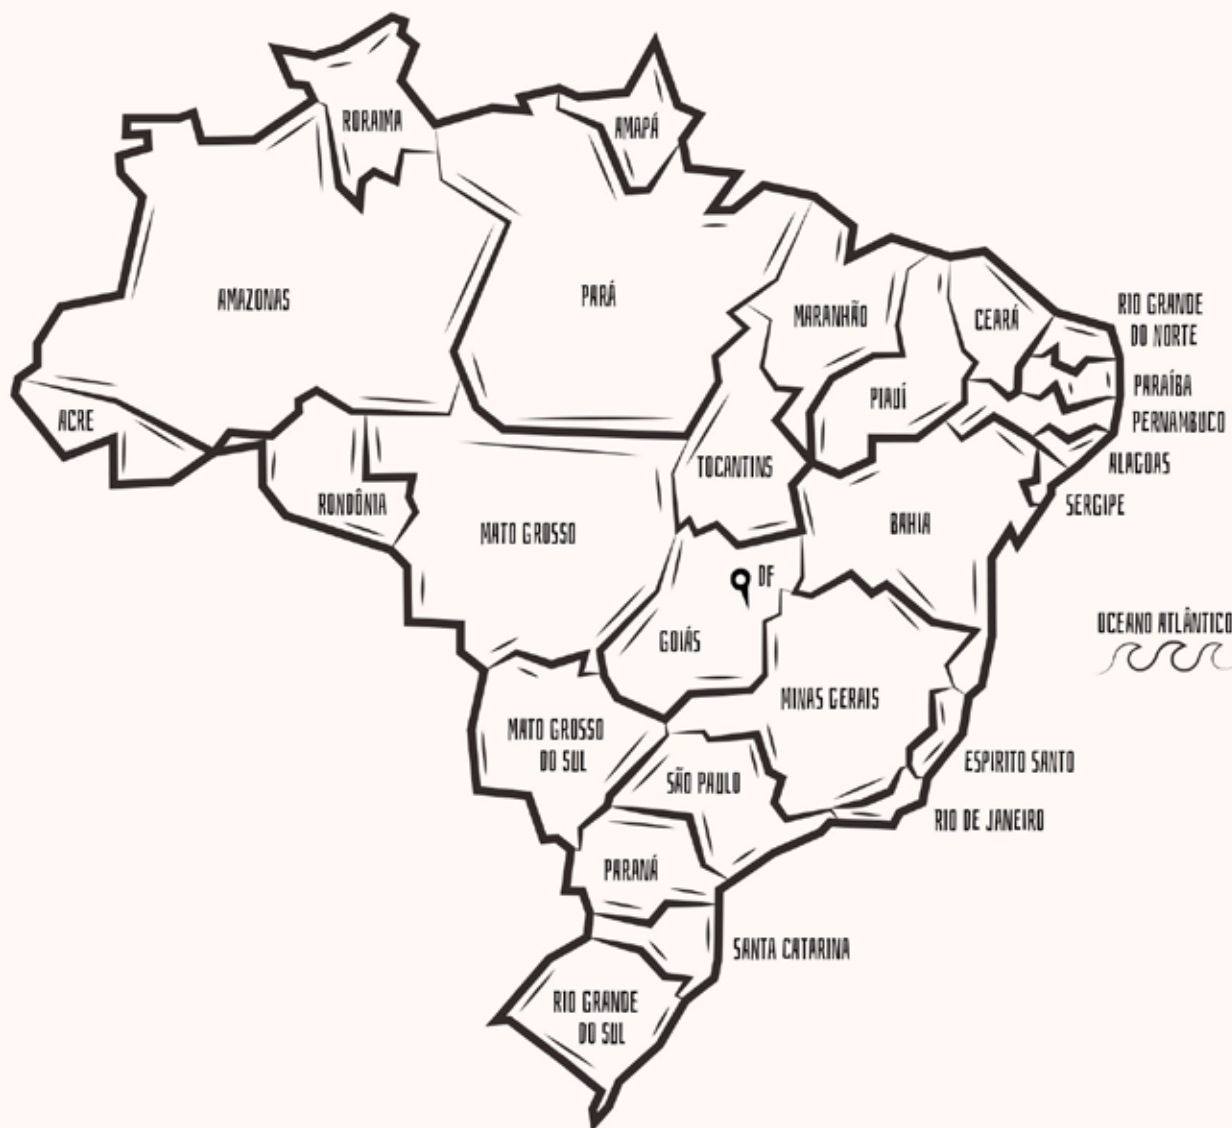 RORAIMA
AMAPÁ
AMAZONAS
PARÁ
MARANHÃO
CEARÁ
RIO GRANDE
DO NORTE
PARAÍBA
PERNAMBUCO
ALAGOAS
SERGIPE
PIAUÍ
ACRE
TOCANTINS
RONDÔNIA
MATO GROSSO
BAHIA
DF
GOIÁS
OCEANO ATLÂNTICO
MINAS GERAIS
MATO GROSSO
DO SUL
SÃO PAULO
ESPIRITO SANTO
RIO DE JANEIRO
PARANÁ
SANTA CATARINA
RIO GRANDE
DO SUL